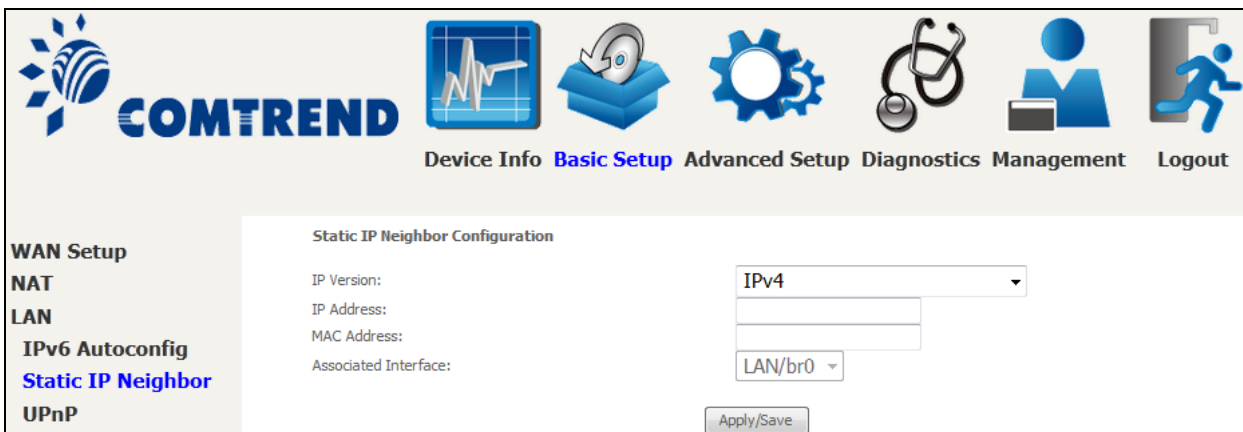 COMTREND
Device Info Basic Setup Advanced Setup Diagnostics Management Logout
WAN Setup
NAT
LAN
IPv6 Autoconfig
Static IP Neighbor
UPnP
Static IP Neighbor Configuration
IP Version: IPv4
IP Address:
MAC Address:
Associated Interface: LAN/br0
Apply/Save